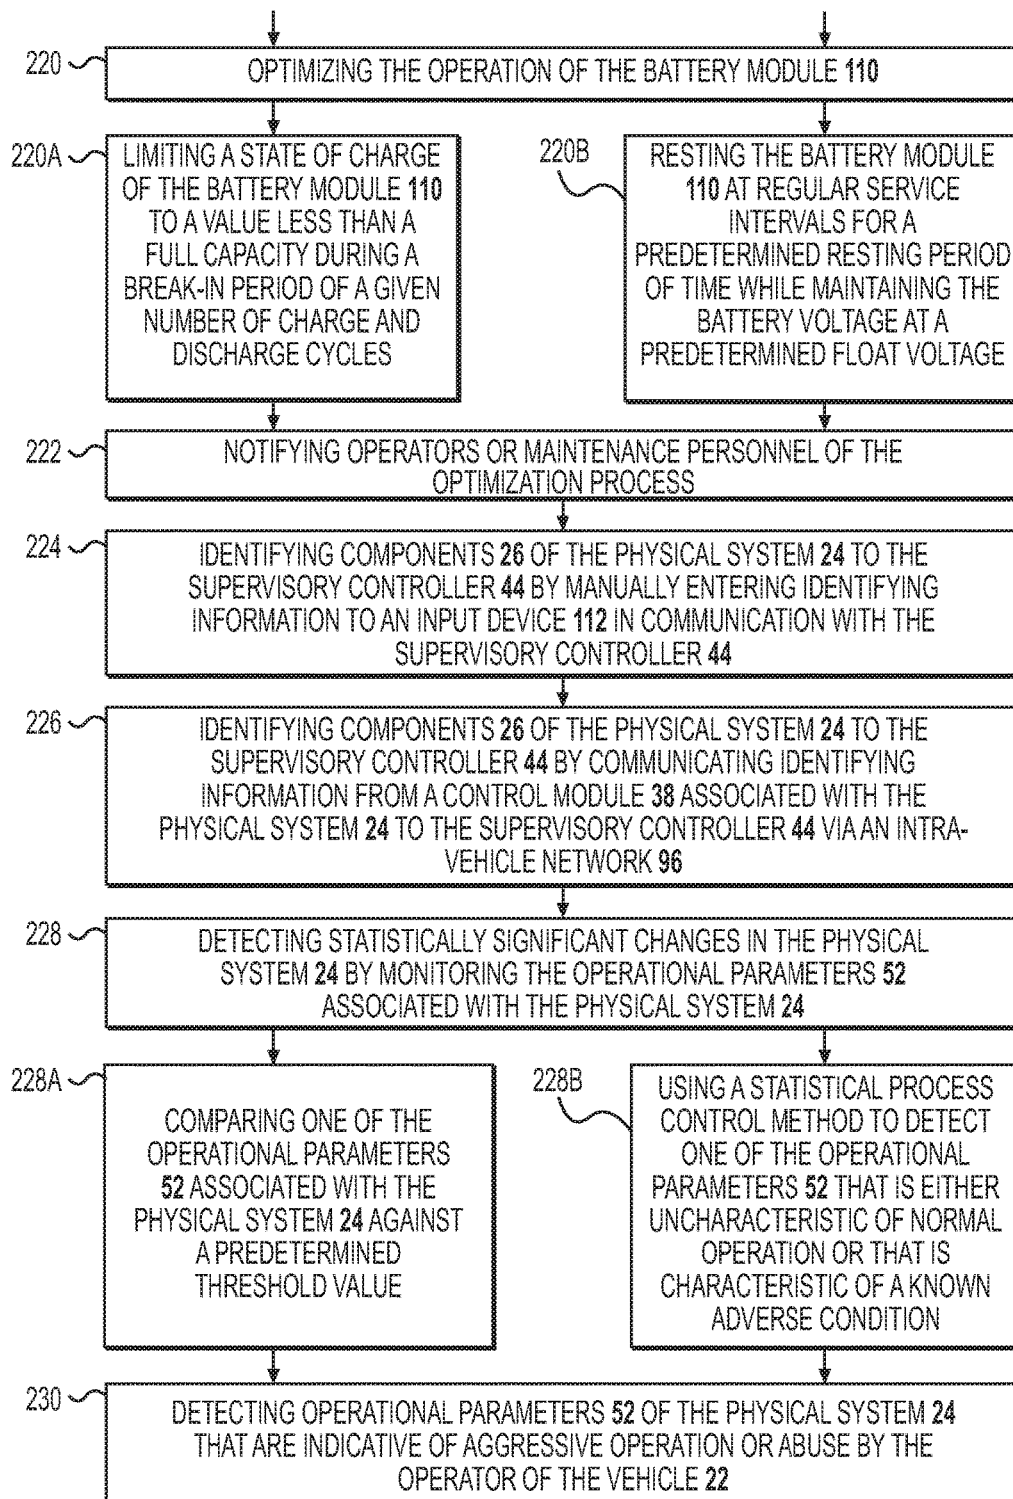 220
OPTIMIZING THE OPERATION OF THE BATTERY MODULE 110
220A
LIMITING A STATE OF CHARGE
OF THE BATTERY MODULE 110
TO A VALUE LESS THAN A
FULL CAPACITY DURING A
BREAK-IN PERIOD OF A GIVEN
NUMBER OF CHARGE AND
DISCHARGE CYCLES
220B
RESTING THE BATTERY MODULE
110 AT REGULAR SERVICE
INTERVALS FOR A
PREDETERMINED RESTING PERIOD
OF TIME WHILE MAINTAINING THE
BATTERY VOLTAGE AT A
PREDETERMINED FLOAT VOLTAGE
222
NOTIFYING OPERATORS OR MAINTENANCE PERSONNEL OF THE
OPTIMIZATION PROCESS
224
IDENTIFYING COMPONENTS 26 OF THE PHYSICAL SYSTEM 24 TO THE
SUPERVISORY CONTROLLER 44 BY MANUALLY ENTERING IDENTIFYING
INFORMATION TO AN INPUT DEVICE 112 IN COMMUNICATION WITH THE
SUPERVISORY CONTROLLER 44
226
IDENTIFYING COMPONENTS 26 OF THE PHYSICAL SYSTEM 24 TO THE
SUPERVISORY CONTROLLER 44 BY COMMUNICATING IDENTIFYING
INFORMATION FROM A CONTROL MODULE 38 ASSOCIATED WITH THE
PHYSICAL SYSTEM 24 TO THE SUPERVISORY CONTROLLER 44 VIA AN INTRA-
VEHICLE NETWORK 96
228
DETECTING STATISTICALLY SIGNIFICANT CHANGES IN THE PHYSICAL
SYSTEM 24 BY MONITORING THE OPERATIONAL PARAMETERS 52
ASSOCIATED WITH THE PHYSICAL SYSTEM 24
228A
COMPARING ONE OF THE
OPERATIONAL PARAMETERS
52 ASSOCIATED WITH THE
PHYSICAL SYSTEM 24 AGAINST
A PREDETERMINED
THRESHOLD VALUE
228B
USING A STATISTICAL PROCESS
CONTROL METHOD TO DETECT
ONE OF THE OPERATIONAL
PARAMETERS 52 THAT IS EITHER
UNCHARACTERISTIC OF NORMAL
OPERATION OR THAT IS
CHARACTERISTIC OF A KNOWN
ADVERSE CONDITION
230
DETECTING OPERATIONAL PARAMETERS 52 OF THE PHYSICAL SYSTEM 24
THAT ARE INDICATIVE OF AGGRESSIVE OPERATION OR ABUSE BY THE
OPERATOR OF THE VEHICLE 22